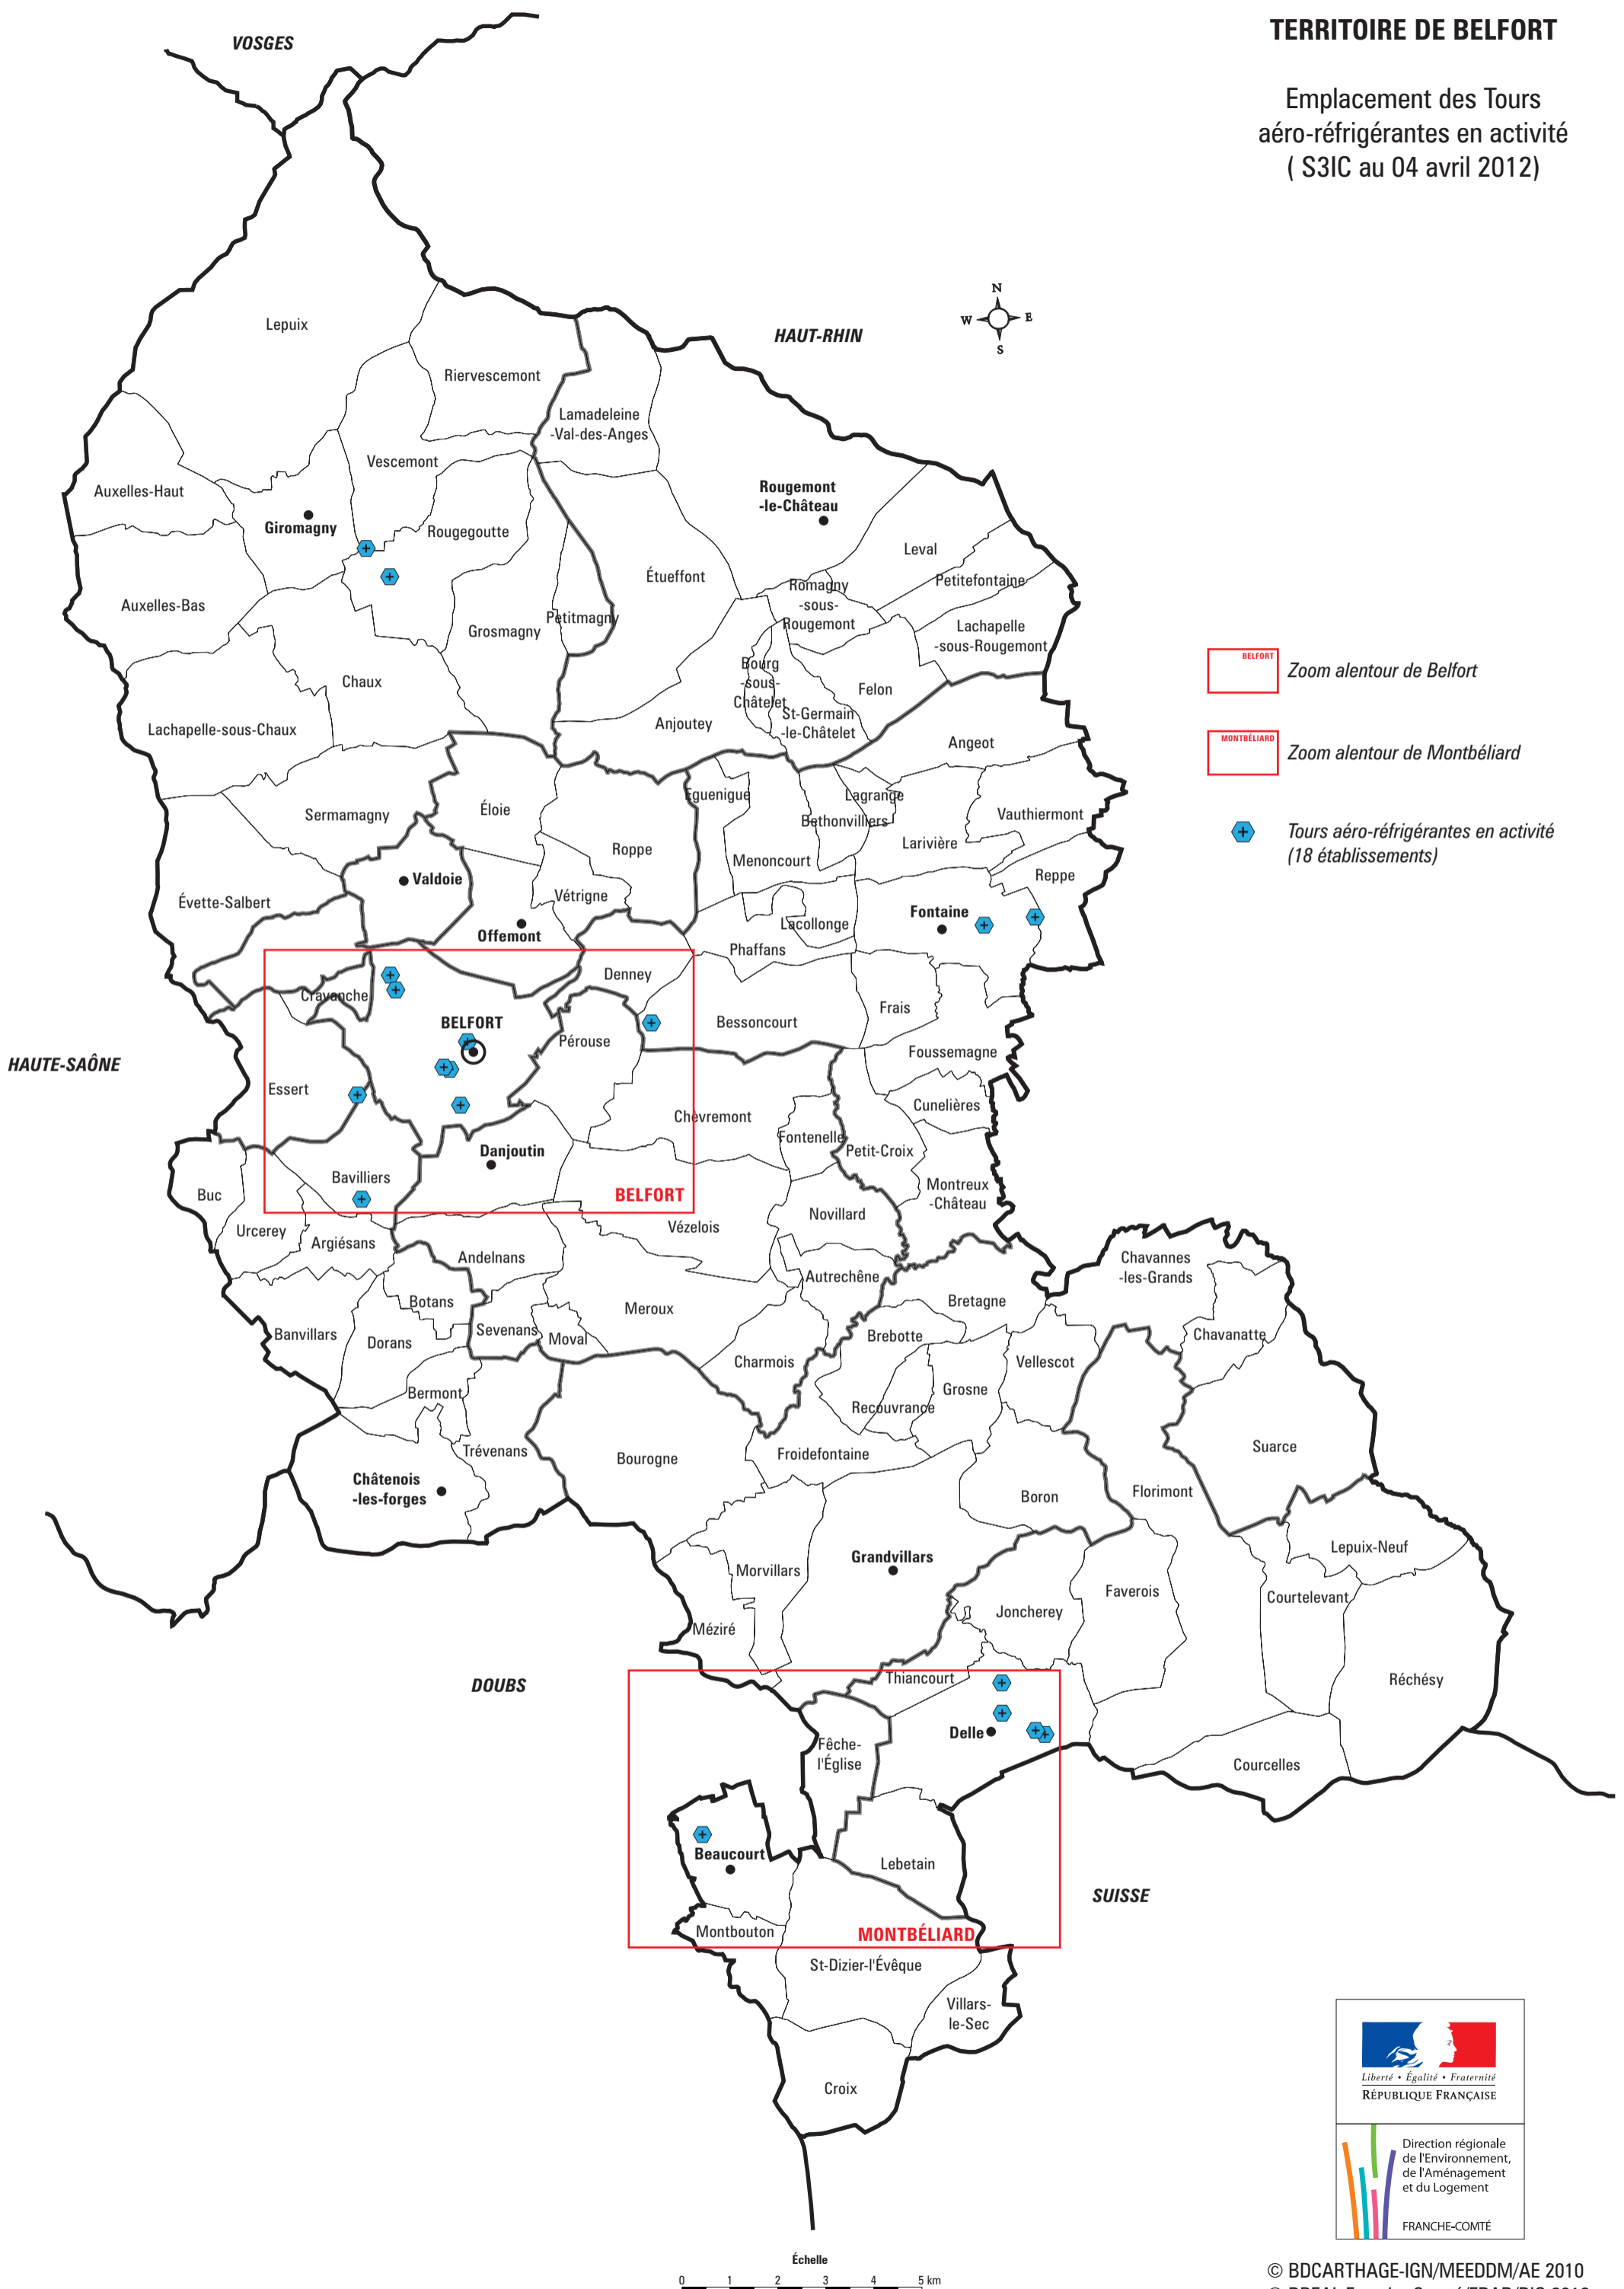 TERRITOIRE DE BELFORT
Emplacement des Tours
aéro-réfrigérantes en activité
( S3IC au 04 avril 2012)
VOSGES
N
W
E
S
HAUT-RHIN
Lepuix
Riervescemont
Lamadeleine
-Val-des-Anges
Vescemont
Auxelles-Haut
Rougemont
-le-Château
Giromagny
Rougegoutte
Leval
Étueffont
Petitefontaine
Romagny
-sous-
Rougemont
Auxelles-Bas
Petitmagny
Grosmagny
Lachapelle
-sous-Rougemont
Bourg
-sous-
Châtelet
Chaux
Felon
St-Germain
-le-Châtelet
Anjoutey
Lachapelle-sous-Chaux
Angeot
BELFORT
Zoom alentour de Belfort
MONTBÉLIARD
Zoom alentour de Montbéliard
Tours aéro-réfrigérantes en activité
(18 établissements)
Eguenigue
Lagrange
Éloie
Sermamagny
Bethonvilliers
Vauthiermont
Larivière
Roppe
Menoncourt
Reppe
Valdoie
Vétrigne
Évette-Salbert
Fontaine
Lacollonge
Offemont
Phaffans
Denney
Cravanche
Frais
BELFORT
Bessoncourt
Pérouse
Foussemagne
HAUTE-SAÔNE
Essert
Cunelières
Chèvremont
Fontenelle
Petit-Croix
Danjoutin
Bavilliers
Montreux
-Château
Buc
BELFORT
Novillard
Vézelois
Urcerey
Argiésans
Andelnans
Chavannes
-les-Grands
Autrechêne
Botans
Meroux
Bretagne
Sevenans
Moval
Brebotte
Chavanatte
Banvillars
Dorans
Charmois
Vellescot
Bermont
Grosne
Recouvrance
Trévenans
Bourogne
Froidefontaine
Suarce
Châtenois
-les-forges
Boron
Florimont
Lepuix-Neuf
Grandvillars
Morvillars
Faverois
Courtelevant
Joncherey
Méziré
Réchésy
DOUBS
Thiancourt
Delle
Fêche-
l'Église
Courcelles
Beaucourt
Lebetain
SUISSE
Montbouton
MONTBÉLIARD
St-Dizier-l'Évêque
Villars-
le-Sec
Croix
Liberté • Égalité • Fraternité
RÉPUBLIQUE FRANÇAISE
Direction régionale
de l'Environnement,
de l'Aménagement
et du Logement
FRANCHE-COMTÉ
Échelle
0 1 2 3 4 5 km
© BDCARTHAGE-IGN/MEEDDM/AE 2010